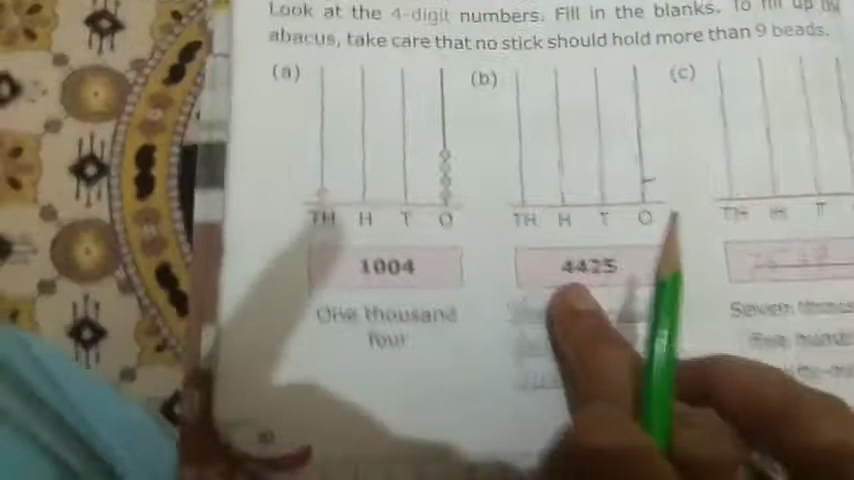 Look at the 4-digit numbers. Fill in the blanks. To fill up
abacus, take care that no stick should hold more than 9 beads.
(a) (b) (c)
TH H T O TH H T O TH H T
1004 4425
One thousand Seven
four